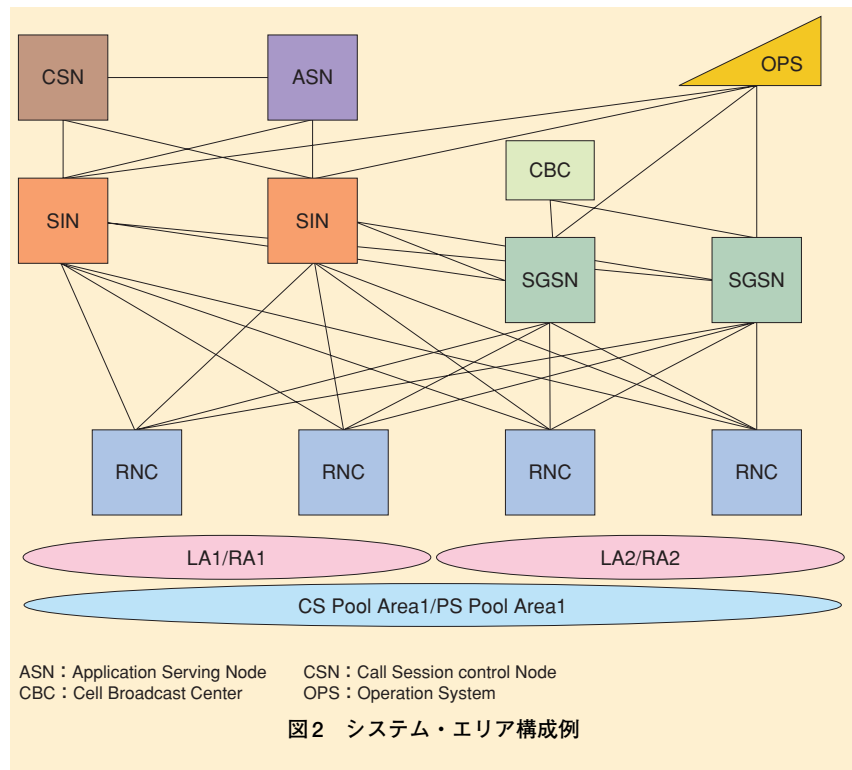 CSN
ASN
OPS
CBC
SIN
SIN
SGSN
SGSN
RNC
RNC
RNC
RNC
LA1/RA1
LA2/RA2
CS Pool Area1/PS Pool Area1
ASN：Application Serving Node
CSN：Call Session control Node
CBC：Cell Broadcast Center
OPS：Operation System
図2　システム・エリア構成例